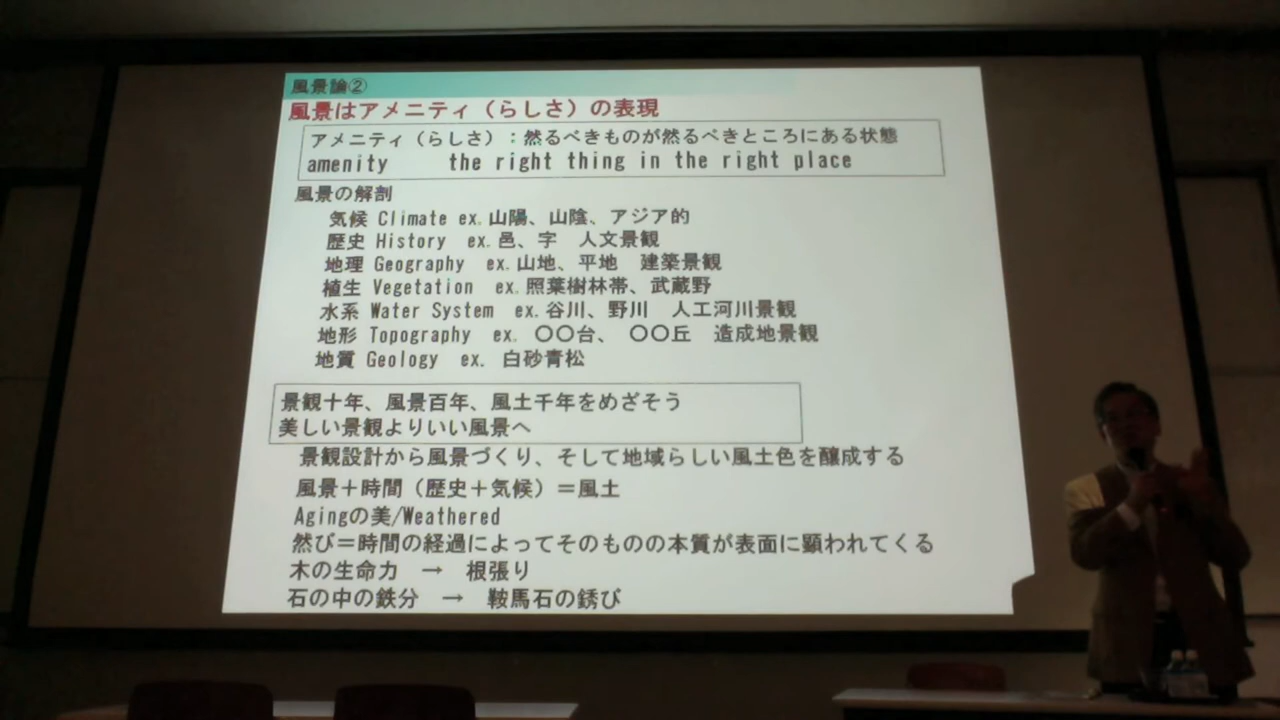 風景論②
風景はアメニティ（らしさ）の表現
アメニティ（らしさ）：然るべきものが然るべきところにある状態
amenity the right thing in the right place
風景の解剖
気候 Climate ex. 山陽、山陰、アジア的
歴史 History ex. 邑、字 人文景観
地理 Geography ex. 山地、平地 建築景観
植生 Vegetation ex. 照葉樹林帯、武蔵野
水系 Water System ex. 谷川、野川 人工河川景観
地形 Topography ex. 〇〇台、 〇〇丘 造成地景観
地質 Geology ex. 白砂青松
景観十年、風景百年、風土千年をめざそう
美しい景観よりいい風景へ
景観設計から風景づくり、そして地域らしい風土色を醸成する
風景＋時間（歴史＋気候）＝風土
Agingの美/Weathered
然び＝時間の経過によってそのものの本質が表面に顕われてくる
木の生命力 → 根張り
石の中の鉄分 → 鞍馬石の銹び